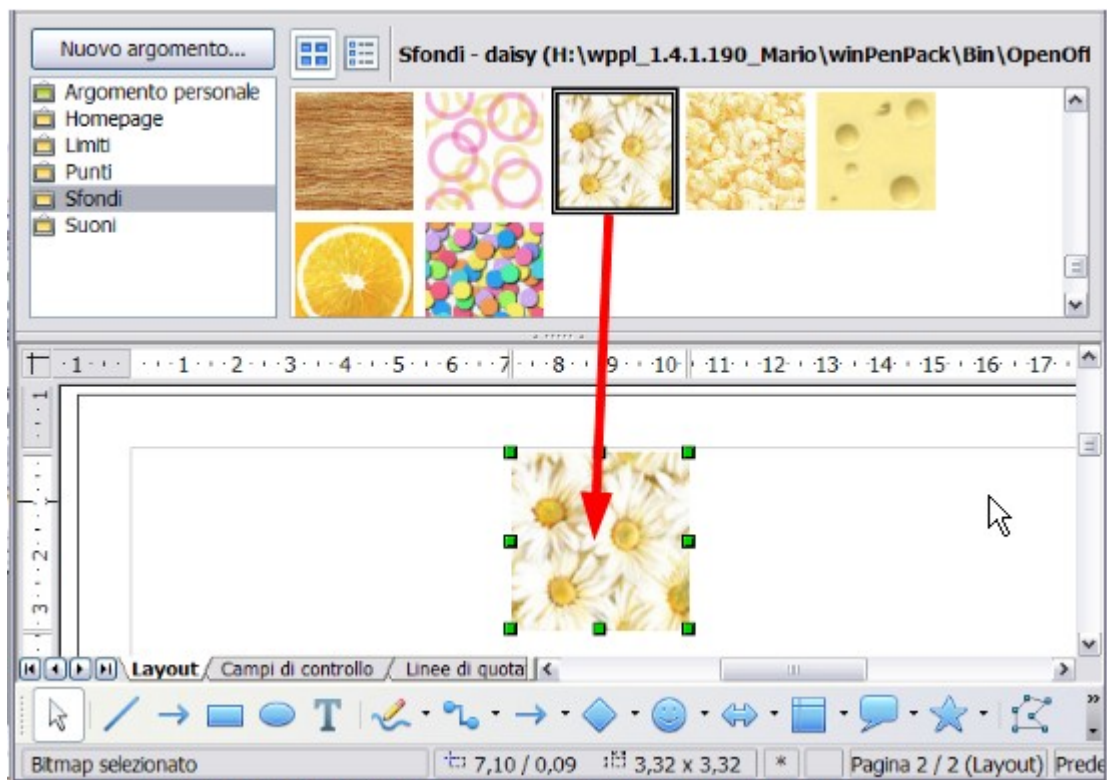 Nuovo argomento...
Sfondi - daisy (H:\wppl_1.4.1.190_Mario\winPenPack\Bin\OpenOf
Argomento personale
Homepage
Limiti
Punti
Sfondi
Suoni
1 1 2 3 4 5 6 7 8 9 10 11 12 13 14 15 16 17
1
2
3
Layout / Campi di controllo / Linee di quota
T
Bitmap selezionato 7,10 / 0,09 3,32 x 3,32 * Pagina 2 / 2 (Layout) Prede